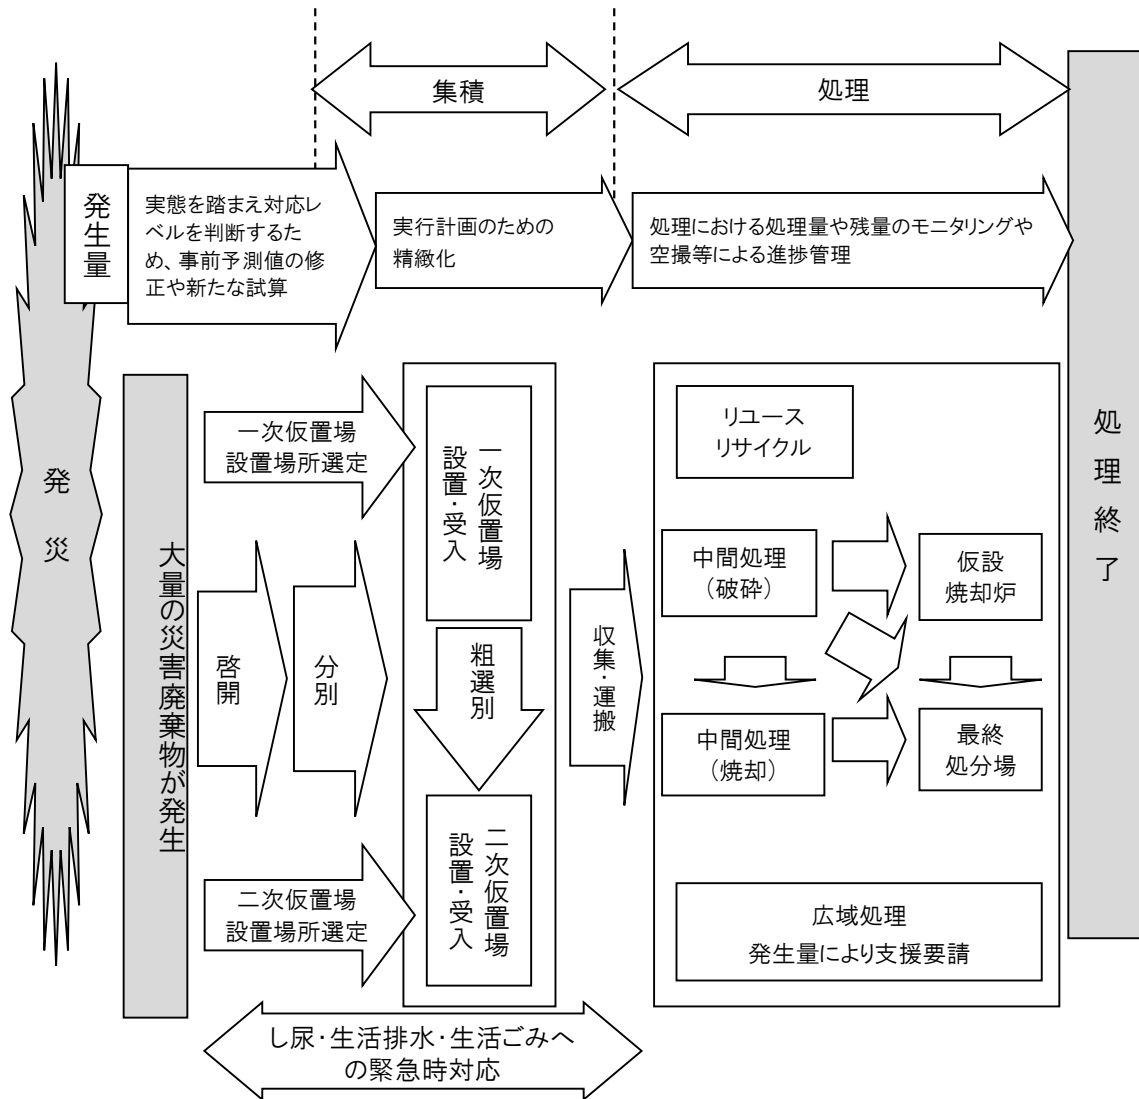 集積
処理
発生量
実態を踏まえ対応レ
ベルを判断するた
め、事前予測値の修
正や新たな試算
実行計画のための
精緻化
処理における処理量や残量のモニタリングや
空撮等による進捗管理
発災
大量の災害廃棄物が発生
一次仮置場
設置場所選定
啓開
分別
二次仮置場
設置場所選定
一次仮置場
設置・受入
粗選別
二次仮置場
設置・受入
収集・運搬
リユース
リサイクル
中間処理
（破砕）
仮設
焼却炉
中間処理
（焼却）
最終
処分場
広域処理
発生量により支援要請
処理終了
し尿・生活排水・生活ごみへ
の緊急時対応